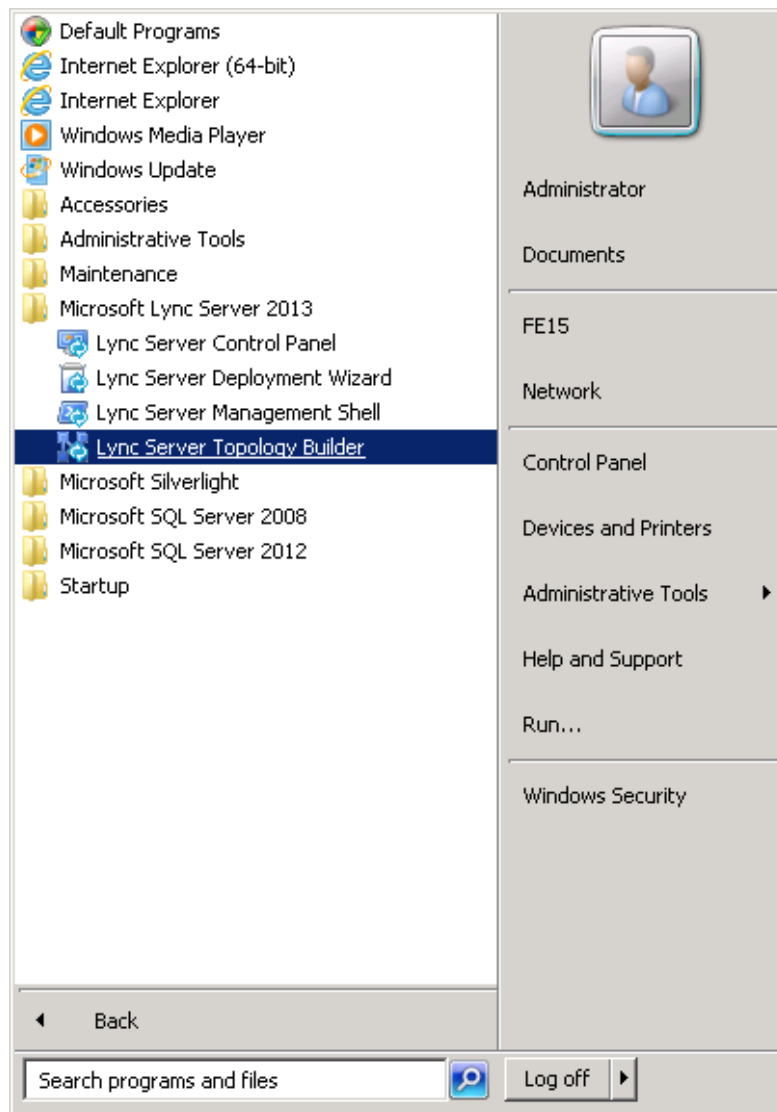 Default Programs
Internet Explorer (64-bit)
Internet Explorer
Windows Media Player
Windows Update
Accessories
Administrative Tools
Maintenance
Microsoft Lync Server 2013
Lync Server Control Panel
Lync Server Deployment Wizard
Lync Server Management Shell
Lync Server Topology Builder
Microsoft Silverlight
Microsoft SQL Server 2008
Microsoft SQL Server 2012
Startup
Back
Search programs and files
Administrator
Documents
FE15
Network
Control Panel
Devices and Printers
Administrative Tools
Help and Support
Run...
Windows Security
Log off